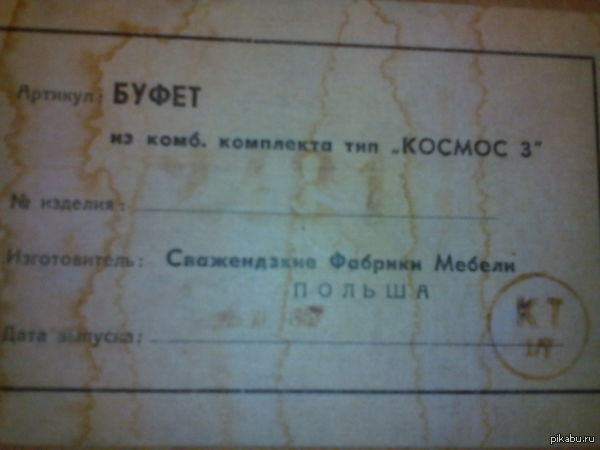 Артикул: БУФЕТ
из комб. комплекта тип „КОСМОС 3"
№ изделия:
Изготовитель: Сважендзкие Фабрики Мебели
ПОЛЬША
КТ
Дата выпуска:
pikabu.ru